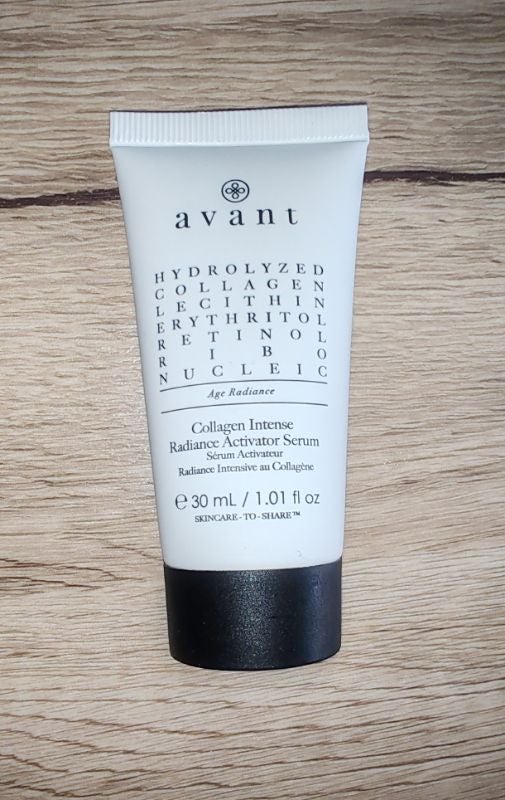 avant
HYDROLYZED
COLLAGEN
LECITHIN
ERYTHRITOL
RETINOL
RIBO
NUCLEIC
Age Radiance
Collagen Intense
Radiance Activator Serum
Sérum Activateur
Radiance Intensive au Collagène
℮ 30 mL / 1.01 fl oz
SKINCARE-TO-SHARE™